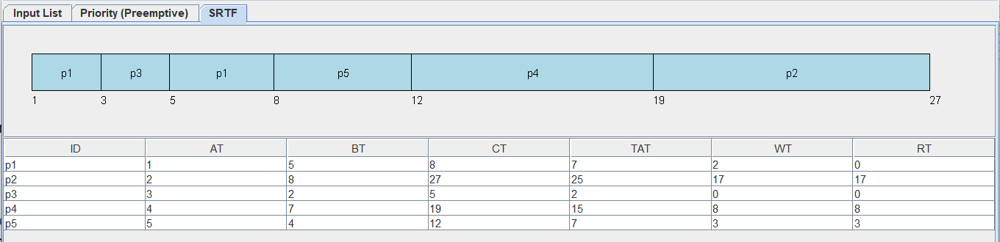 Input List Priority (Preemptive) SRTF
p1 p3 p1 p5 p4 p2
1 3 5 8 12 19 27
ID AT BT CT TAT WT RT
p1 1 5 8 7 2 0
p2 2 8 27 25 17 17
p3 3 2 5 2 0 0
p4 4 7 19 15 8 8
p5 5 4 12 7 3 3